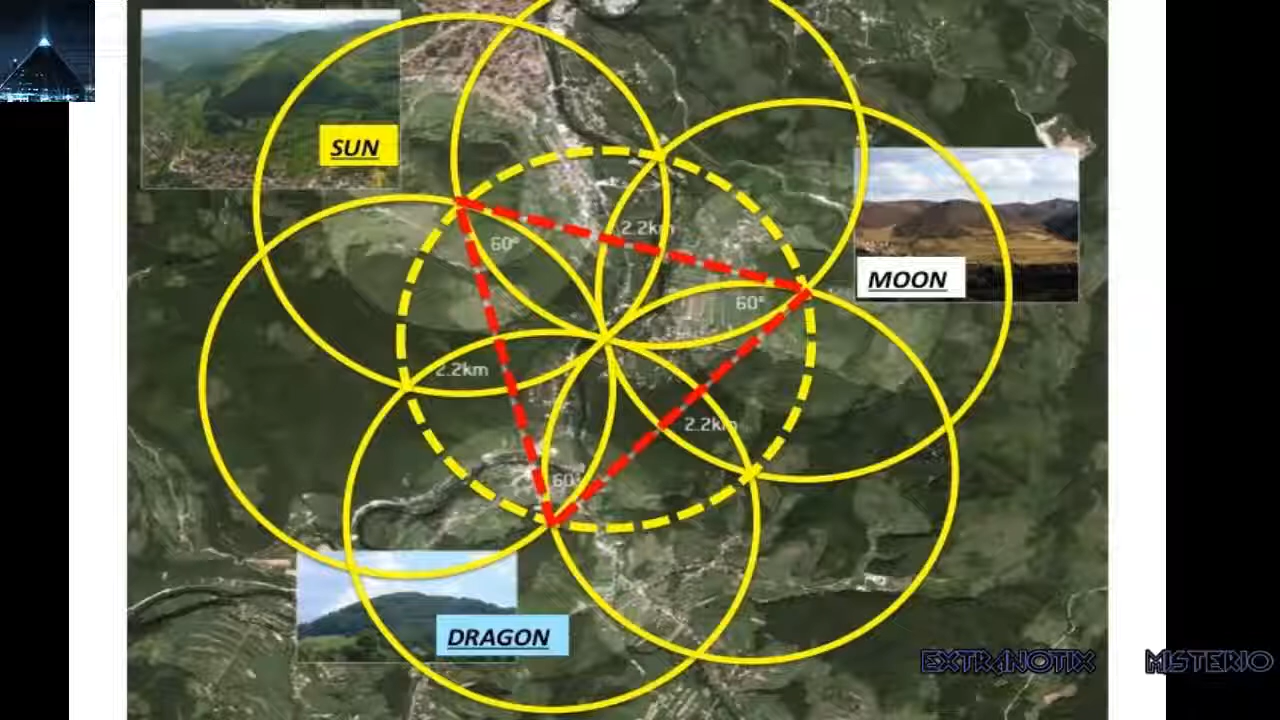 SUN
2.2km
60°
MOON
60°
2.2km
2.2km
60°
DRAGON
EXTRANOTIX MISTERIO